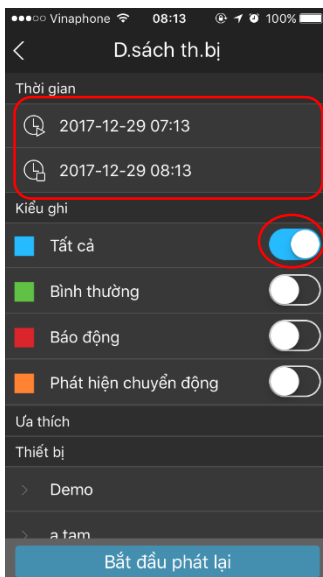 Vinaphone 08:13 100%
D.sách th.bị
Thời gian
2017-12-29 07:13
2017-12-29 08:13
Kiểu ghi
Tất cả
Bình thường
Báo động
Phát hiện chuyển động
Ưa thích
Thiết bị
Demo
a tam
Bắt đầu phát lại